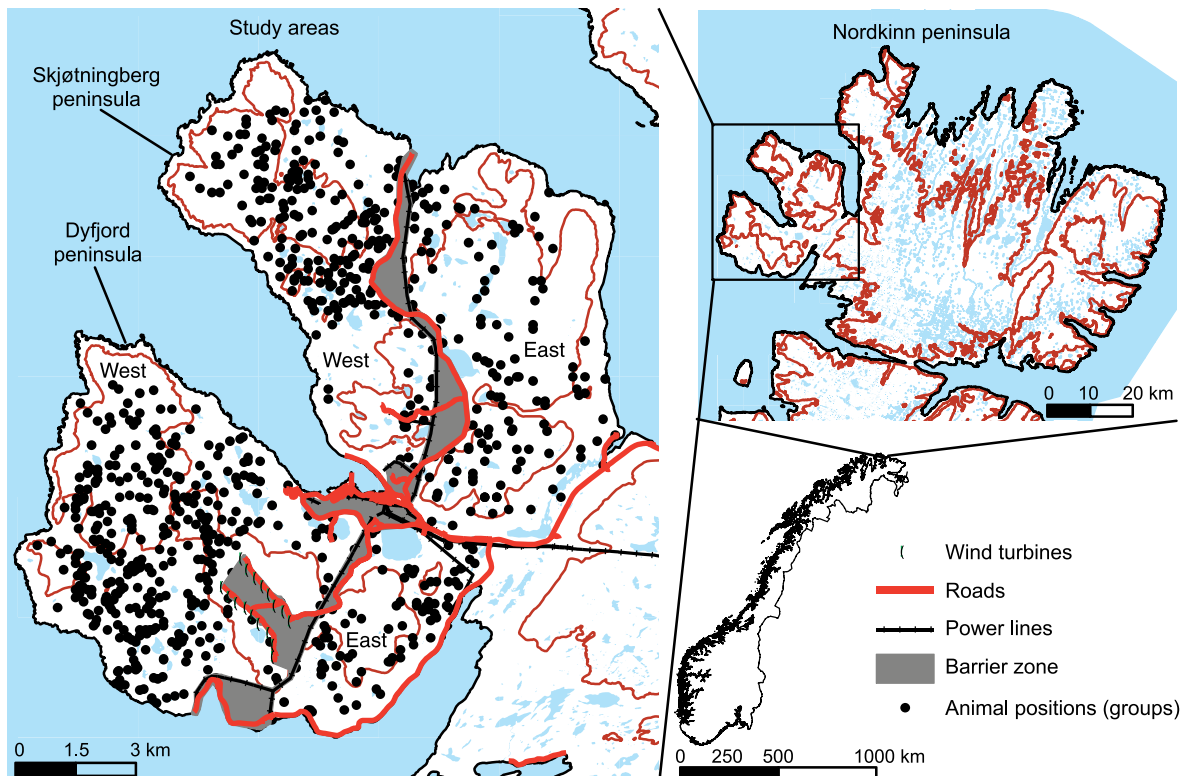 Study areas
Skjøtningberg
peninsula
Dyfjord
peninsula
West
East
West
East
0 1.5 3 km
Nordkinn peninsula
0 10 20 km
Wind turbines
Roads
Power lines
Barrier zone
Animal positions (groups)
0 250 500 1000 km